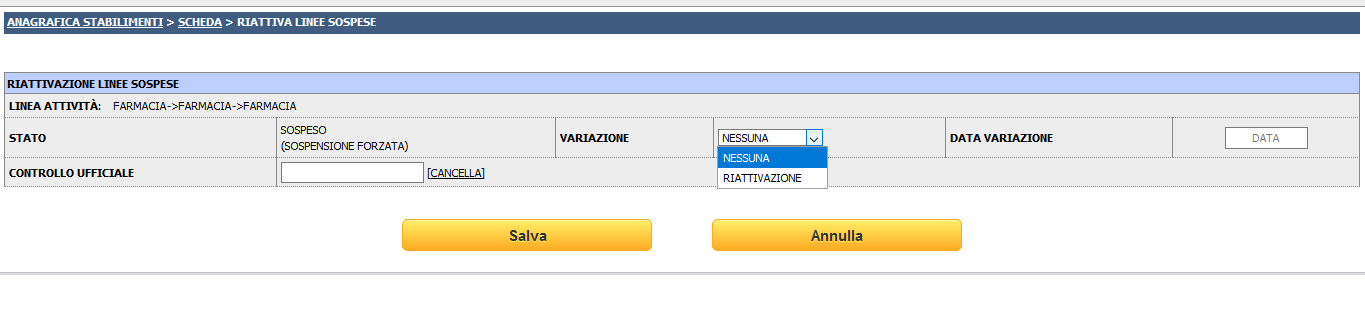 ANAGRAFICA STABILIMENTI > SCHEDA > RIATTIVA LINEE SOSPESE
RIATTIVAZIONE LINEE SOSPESE
LINEA ATTIVITÀ: FARMACIA->FARMACIA->FARMACIA
STATO
SOSPESO
(SOSPENSIONE FORZATA)
VARIAZIONE
NESSUNA
NESSUNA
RIATTIVAZIONE
DATA VARIAZIONE
DATA
CONTROLLO UFFICIALE
[CANCELLA]
Salva
Annulla